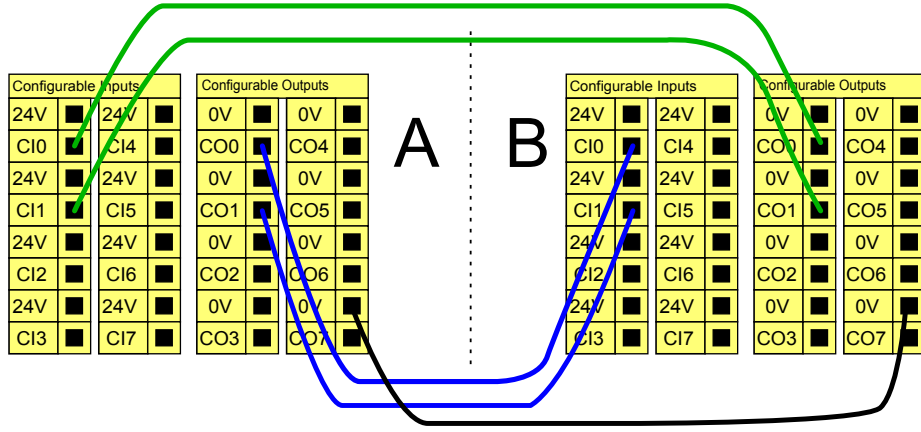 Configurable Inputs
24V 24V
CI0 CI4
24V 24V
CI1 CI5
24V 24V
CI2 CI6
24V 24V
CI3 CI7
Configurable Outputs
0V 0V
CO0 CO4
0V 0V
CO1 CO5
0V 0V
CO2 CO6
0V 0V
CO3 CO7
A
B
Configurable Inputs
24V 24V
CI0 CI4
24V 24V
CI1 CI5
24V 24V
CI2 CI6
24V 24V
CI3 CI7
Configurable Outputs
0V 0V
CO0 CO4
0V 0V
CO1 CO5
0V 0V
CO2 CO6
0V 0V
CO3 CO7